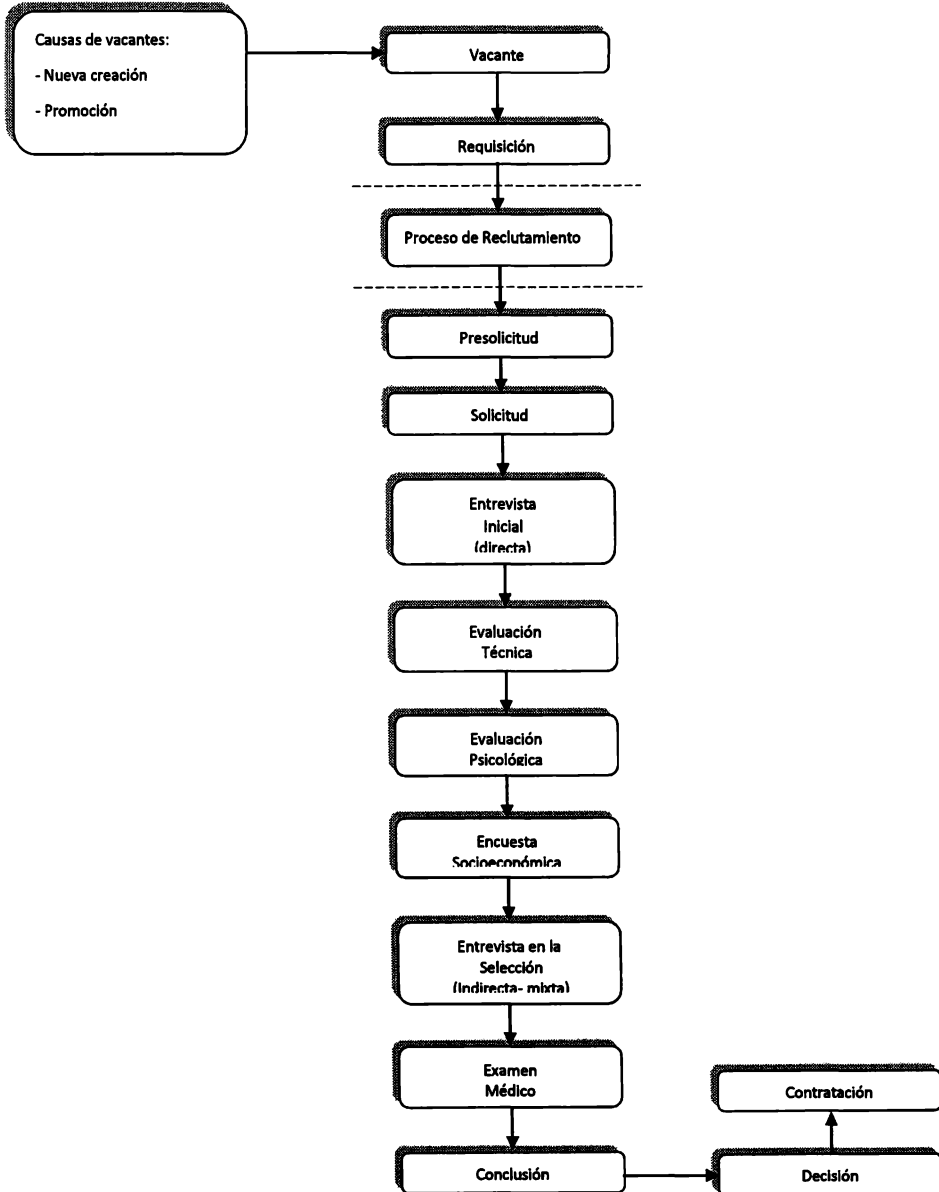 Causas de vacantes:
- Nueva creación
- Promoción
Vacante
Requisición
Proceso de Reclutamiento
Presolicitud
Solicitud
Entrevista
Inicial
(directa)
Evaluación
Técnica
Evaluación
Psicológica
Encuesta
Socioeconómica
Entrevista en la
Selección
(Indirecta- mixta)
Examen
Médico
Conclusión
Decisión
Contratación